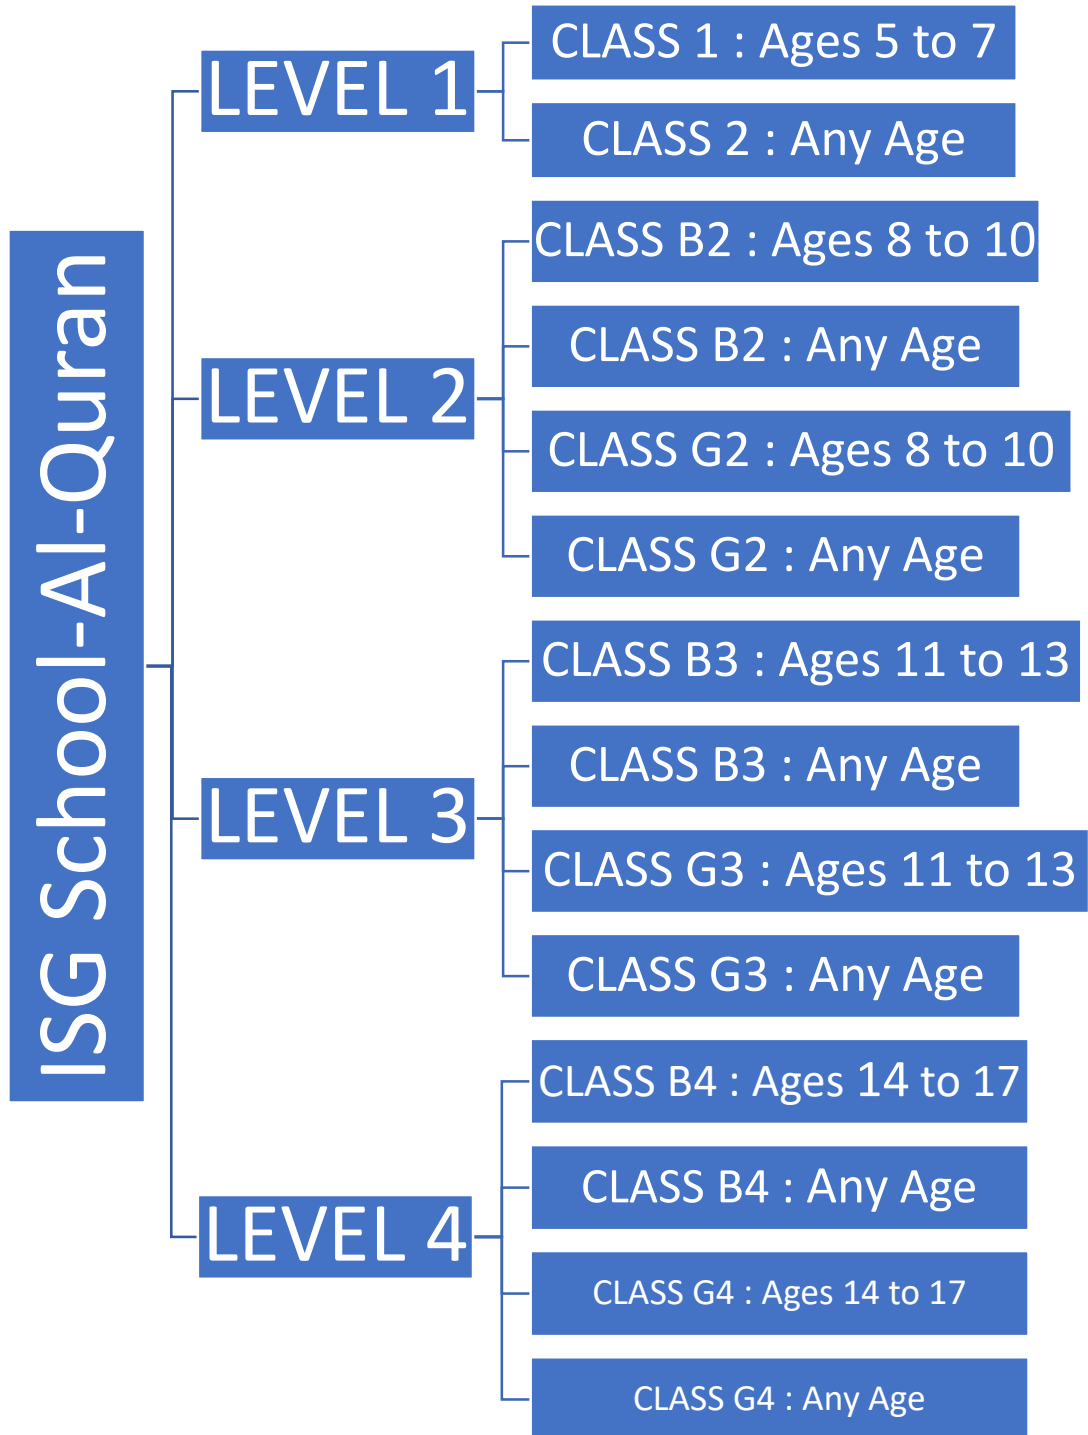 ISG School-Al-Quran
LEVEL 1
CLASS 1 : Ages 5 to 7
CLASS 2 : Any Age
LEVEL 2
CLASS B2 : Ages 8 to 10
CLASS B2 : Any Age
CLASS G2 : Ages 8 to 10
CLASS G2 : Any Age
LEVEL 3
CLASS B3 : Ages 11 to 13
CLASS B3 : Any Age
CLASS G3 : Ages 11 to 13
CLASS G3 : Any Age
LEVEL 4
CLASS B4 : Ages 14 to 17
CLASS B4 : Any Age
CLASS G4 : Ages 14 to 17
CLASS G4 : Any Age